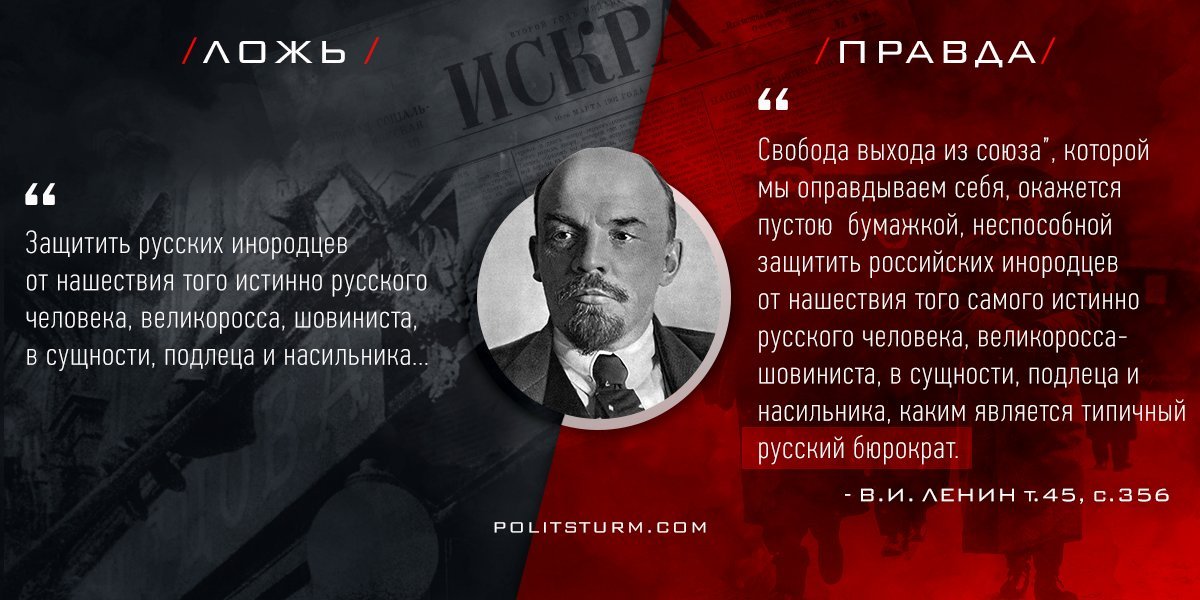 /ЛОЖЬ /
/ПРАВДА/
ИСКРА
“
Защитить русских инородцев
от нашествия того истинно русского
человека, великоросса, шовиниста,
в сущности, подлеца и насильника...
“
Свобода выхода из союза”, которой
мы оправдываем себя, окажется
пустою бумажкой, неспособной
защитить российских инородцев
от нашествия того самого истинно
русского человека, великоросса-
шовиниста, в сущности, подлеца и
насильника, каким является типичный
русский бюрократ.
- В.И. ЛЕНИН т.45, с.356
POLITSTURM.COM